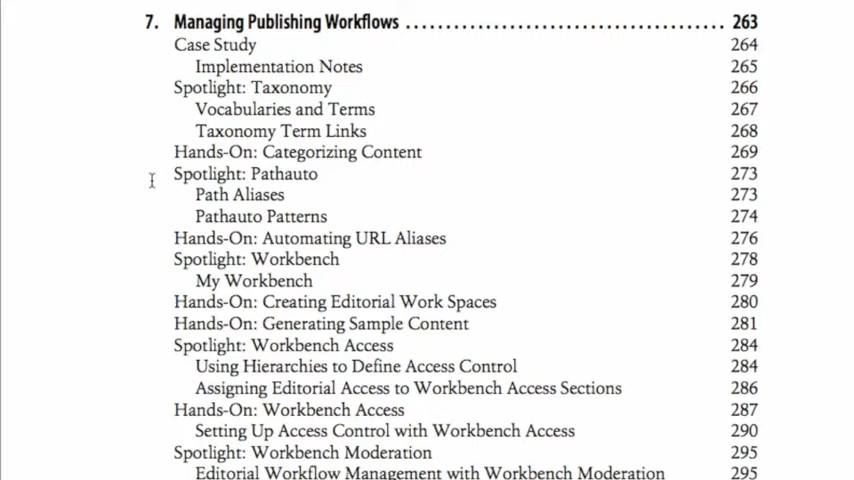 7. Managing Publishing Workflows ........................................ 263
Case Study 264
Implementation Notes 265
Spotlight: Taxonomy 266
Vocabularies and Terms 267
Taxonomy Term Links 268
Hands-On: Categorizing Content 269
Spotlight: Pathauto 273
Path Aliases 273
Pathauto Patterns 274
Hands-On: Automating URL Aliases 276
Spotlight: Workbench 278
My Workbench 279
Hands-On: Creating Editorial Work Spaces 280
Hands-On: Generating Sample Content 281
Spotlight: Workbench Access 284
Using Hierarchies to Define Access Control 284
Assigning Editorial Access to Workbench Access Sections 286
Hands-On: Workbench Access 287
Setting Up Access Control with Workbench Access 290
Spotlight: Workbench Moderation 295
Editorial Workflow Management with Workbench Moderation 295